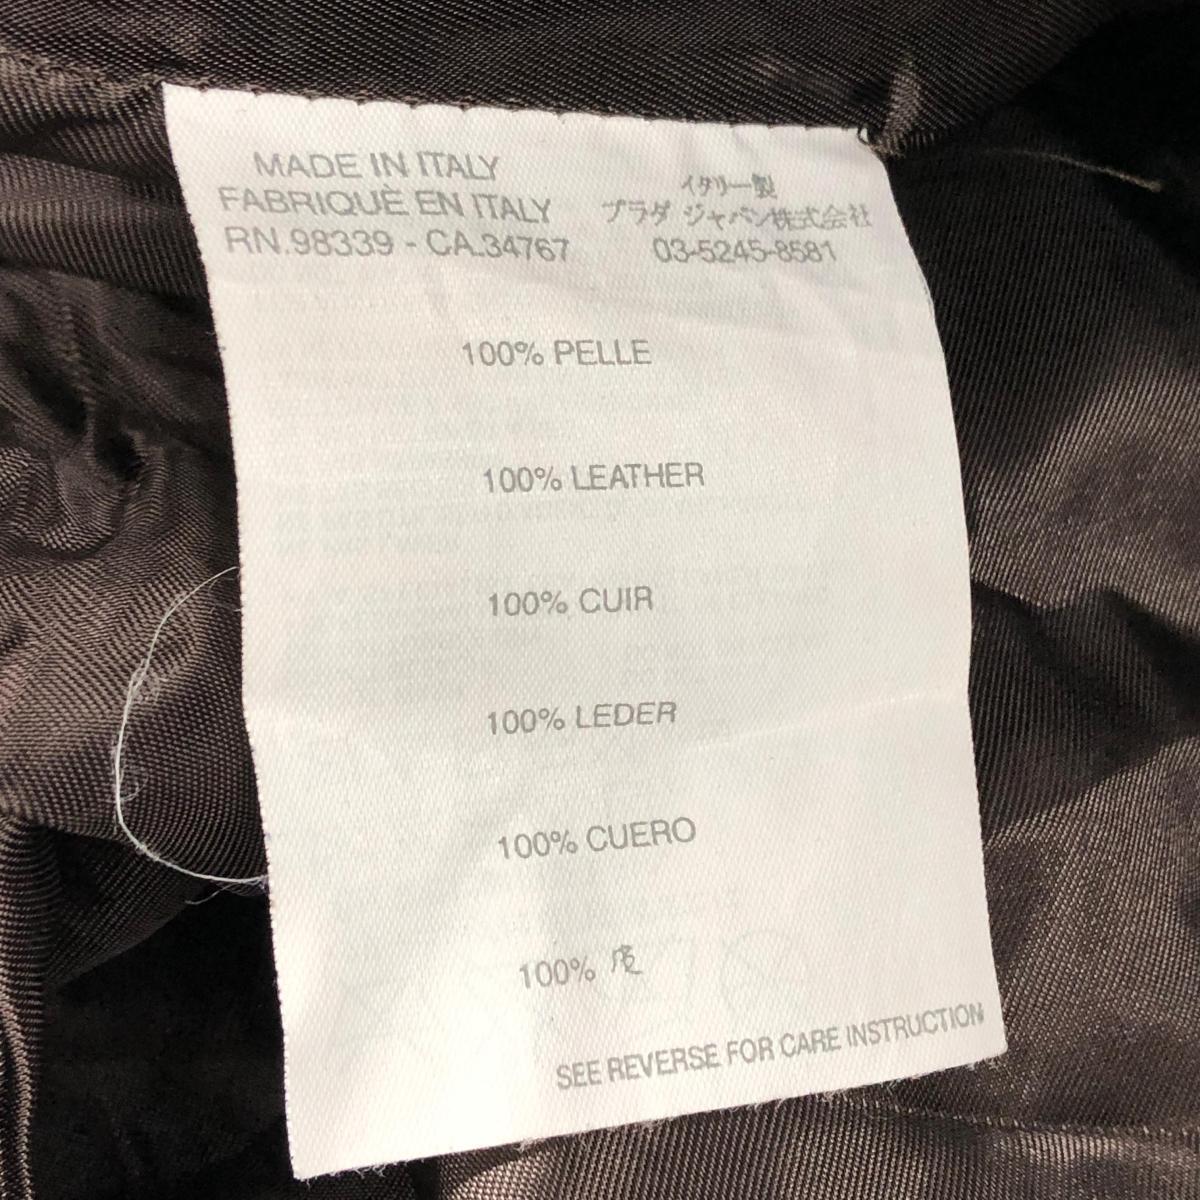 MADE IN ITALY
FABRIQUÈ EN ITALY
RN.98339 - CA.34767
イタリー製
プラダ ジャパン株式会社
03-5245-8581
100% PELLE
100% LEATHER
100% CUIR
100% LEDER
100% CUERO
100%
SEE REVERSE FOR CARE INSTRUCTION